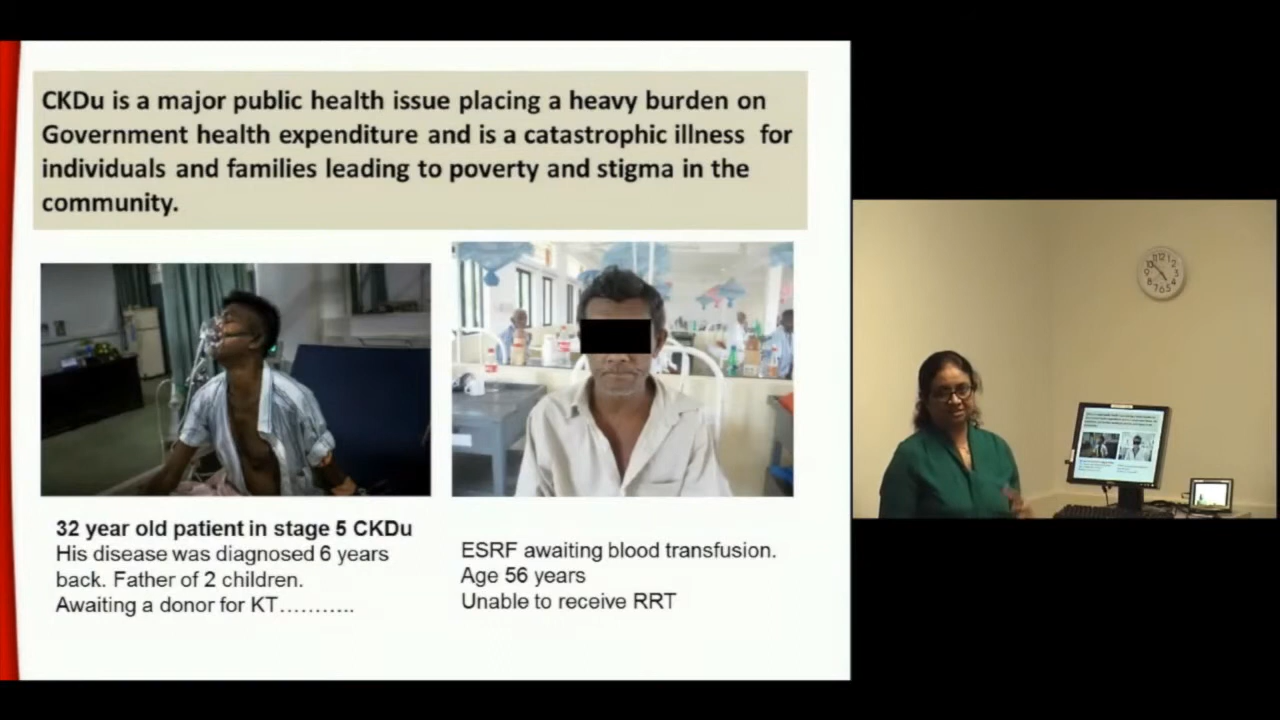 CKDu is a major public health issue placing a heavy burden on
Government health expenditure and is a catastrophic illness for
individuals and families leading to poverty and stigma in the
community.
32 year old patient in stage 5 CKDu
His disease was diagnosed 6 years
back. Father of 2 children.
Awaiting a donor for KT………..
ESRF awaiting blood transfusion.
Age 56 years
Unable to receive RRT